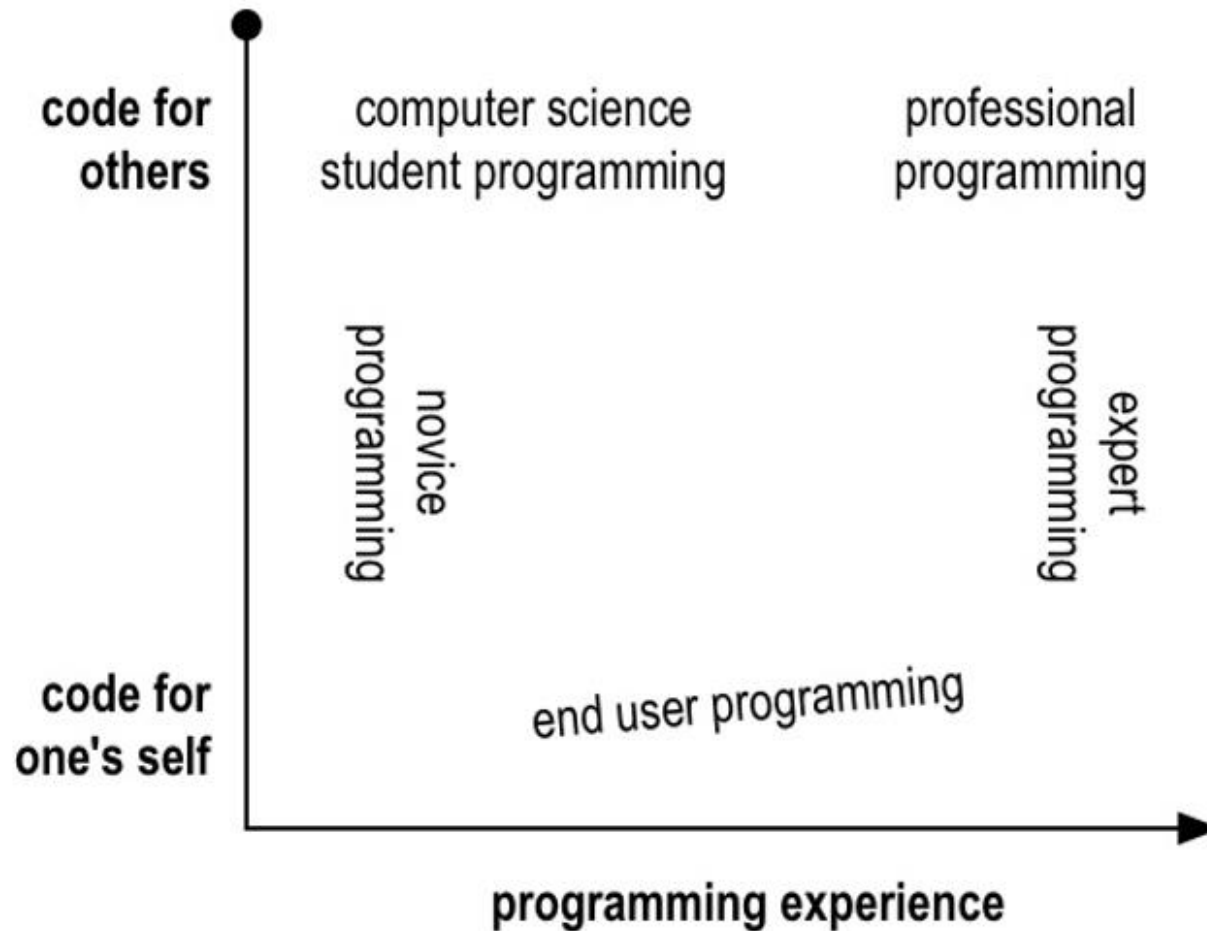 code for
others
computer science
student programming
professional
programming
novice
programming
expert
programming
code for
one's self
end user programming
programming experience